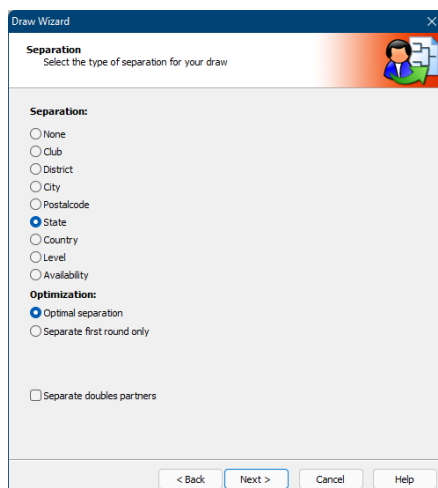 Draw Wizard
Separation
Select the type of separation for your draw
Separation:
None
Club
District
City
Postalcode
State
Country
Level
Availability
Optimization:
Optimal separation
Separate first round only
Separate doubles partners
< Back Next > Cancel Help